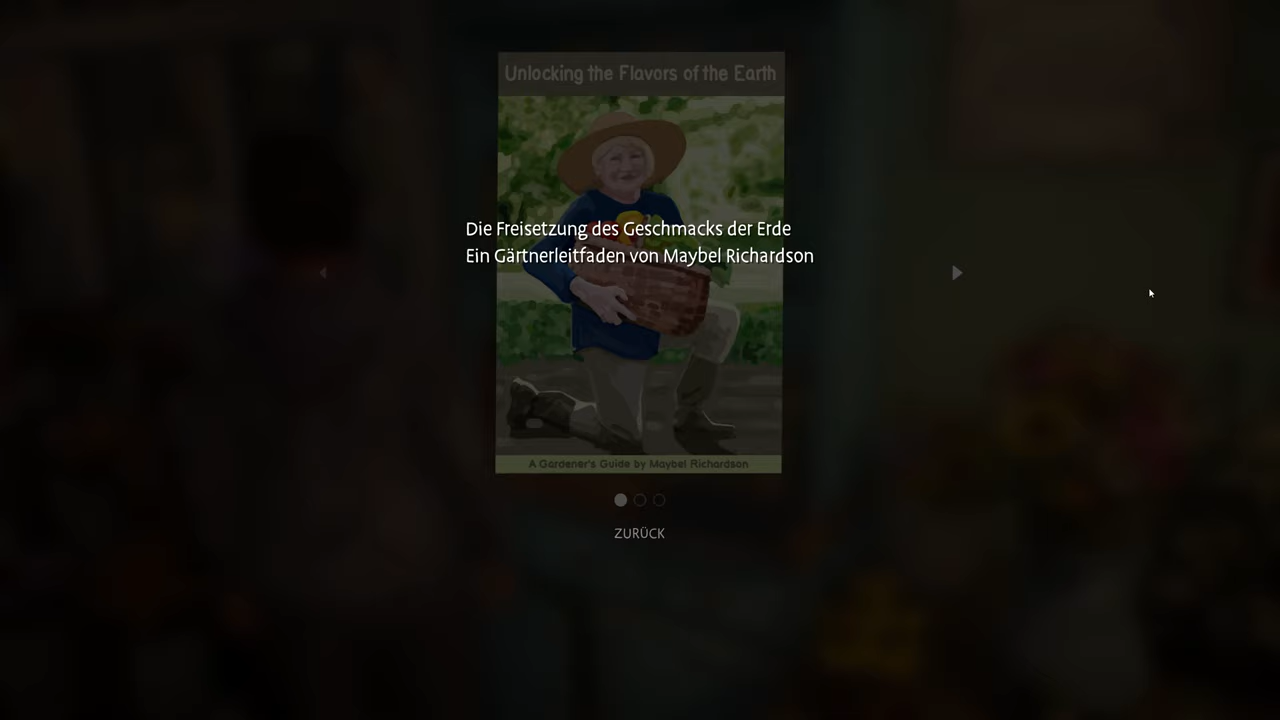 Unlocking the Flavors of the Earth
Die Freisetzung des Geschmacks der Erde
Ein Gärtnerleitfaden von Maybel Richardson
A Gardener's Guide by Maybel Richardson
ZURÜCK